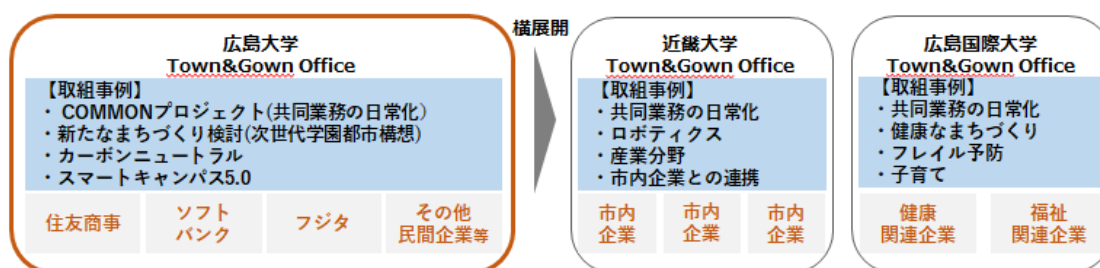 広島大学
Town&Gown Office
【取組事例】
・ COMMONプロジェクト(共同業務の日常化)
・新たなまちづくり検討(次世代学園都市構想)
・カーボンニュートラル
・スマートキャンパス5.0
住友商事
ソフト
バンク
フジタ
その他
民間企業等
横展開
近畿大学
Town&Gown Office
【取組事例】
・共同業務の日常化
・ロボティクス
・産業分野
・市内企業との連携
市内
企業
市内
企業
市内
企業
広島国際大学
Town&Gown Office
【取組事例】
・共同業務の日常化
・健康なまちづくり
・フレイル予防
・子育て
健康
関連企業
福祉
関連企業